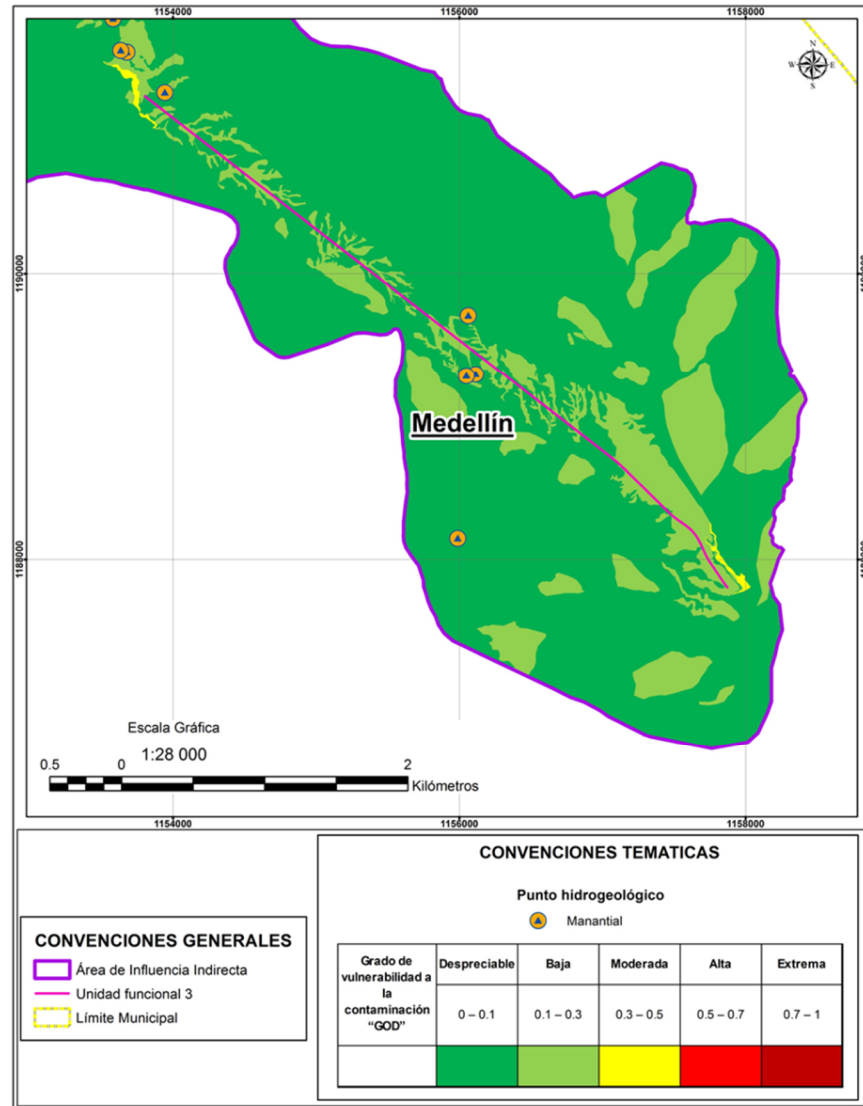 1154000 1156000 1158000
N
W E
S
1190000
Medellín
1188000
Escala Gráfica
1:28 000
0.5 0 2
Kilómetros
1154000 1156000 1158000
CONVENCIONES GENERALES
Área de Influencia Indirecta
Unidad funcional 3
Límite Municipal
CONVENCIONES TEMATICAS
Punto hidrogeológico
Manantial
Grado de vulnerabilidad a la contaminación “GOD”
Despreciable Baja Moderada Alta Extrema
0 – 0.1 0.1 – 0.3 0.3 – 0.5 0.5 – 0.7 0.7 – 1